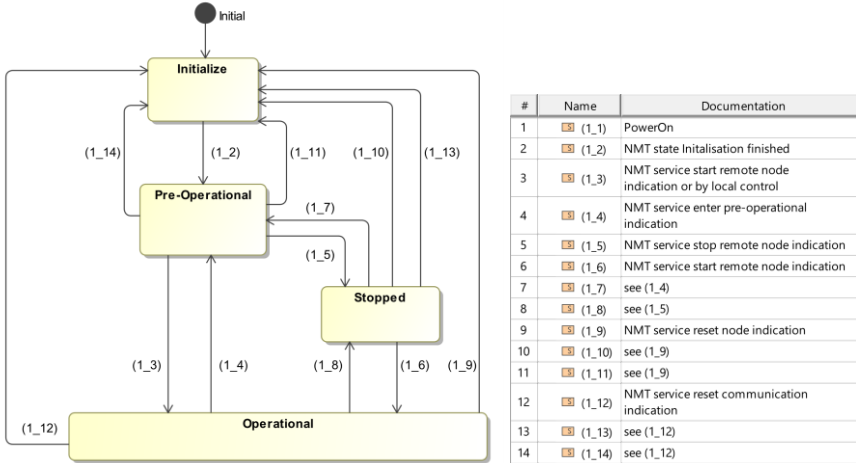 Initial
Initialize
(1_14)
(1_2)
(1_11)
(1_10)
(1_13)
Pre-Operational
(1_7)
(1_5)
Stopped
(1_3)
(1_4)
(1_8)
(1_6)
(1_9)
(1_12)
Operational
# Name Documentation
1 S (1_1) PowerOn
2 S (1_2) NMT state Initalisation finished
3 S (1_3) NMT service start remote node
indication or by local control
4 S (1_4) NMT service enter pre-operational
indication
5 S (1_5) NMT service stop remote node indication
6 S (1_6) NMT service start remote node indication
7 S (1_7) see (1_4)
8 S (1_8) see (1_5)
9 S (1_9) NMT service reset node indication
10 S (1_10) see (1_9)
11 S (1_11) see (1_9)
12 S (1_12) NMT service reset communication
indication
13 S (1_13) see (1_12)
14 S (1_14) see (1_12)